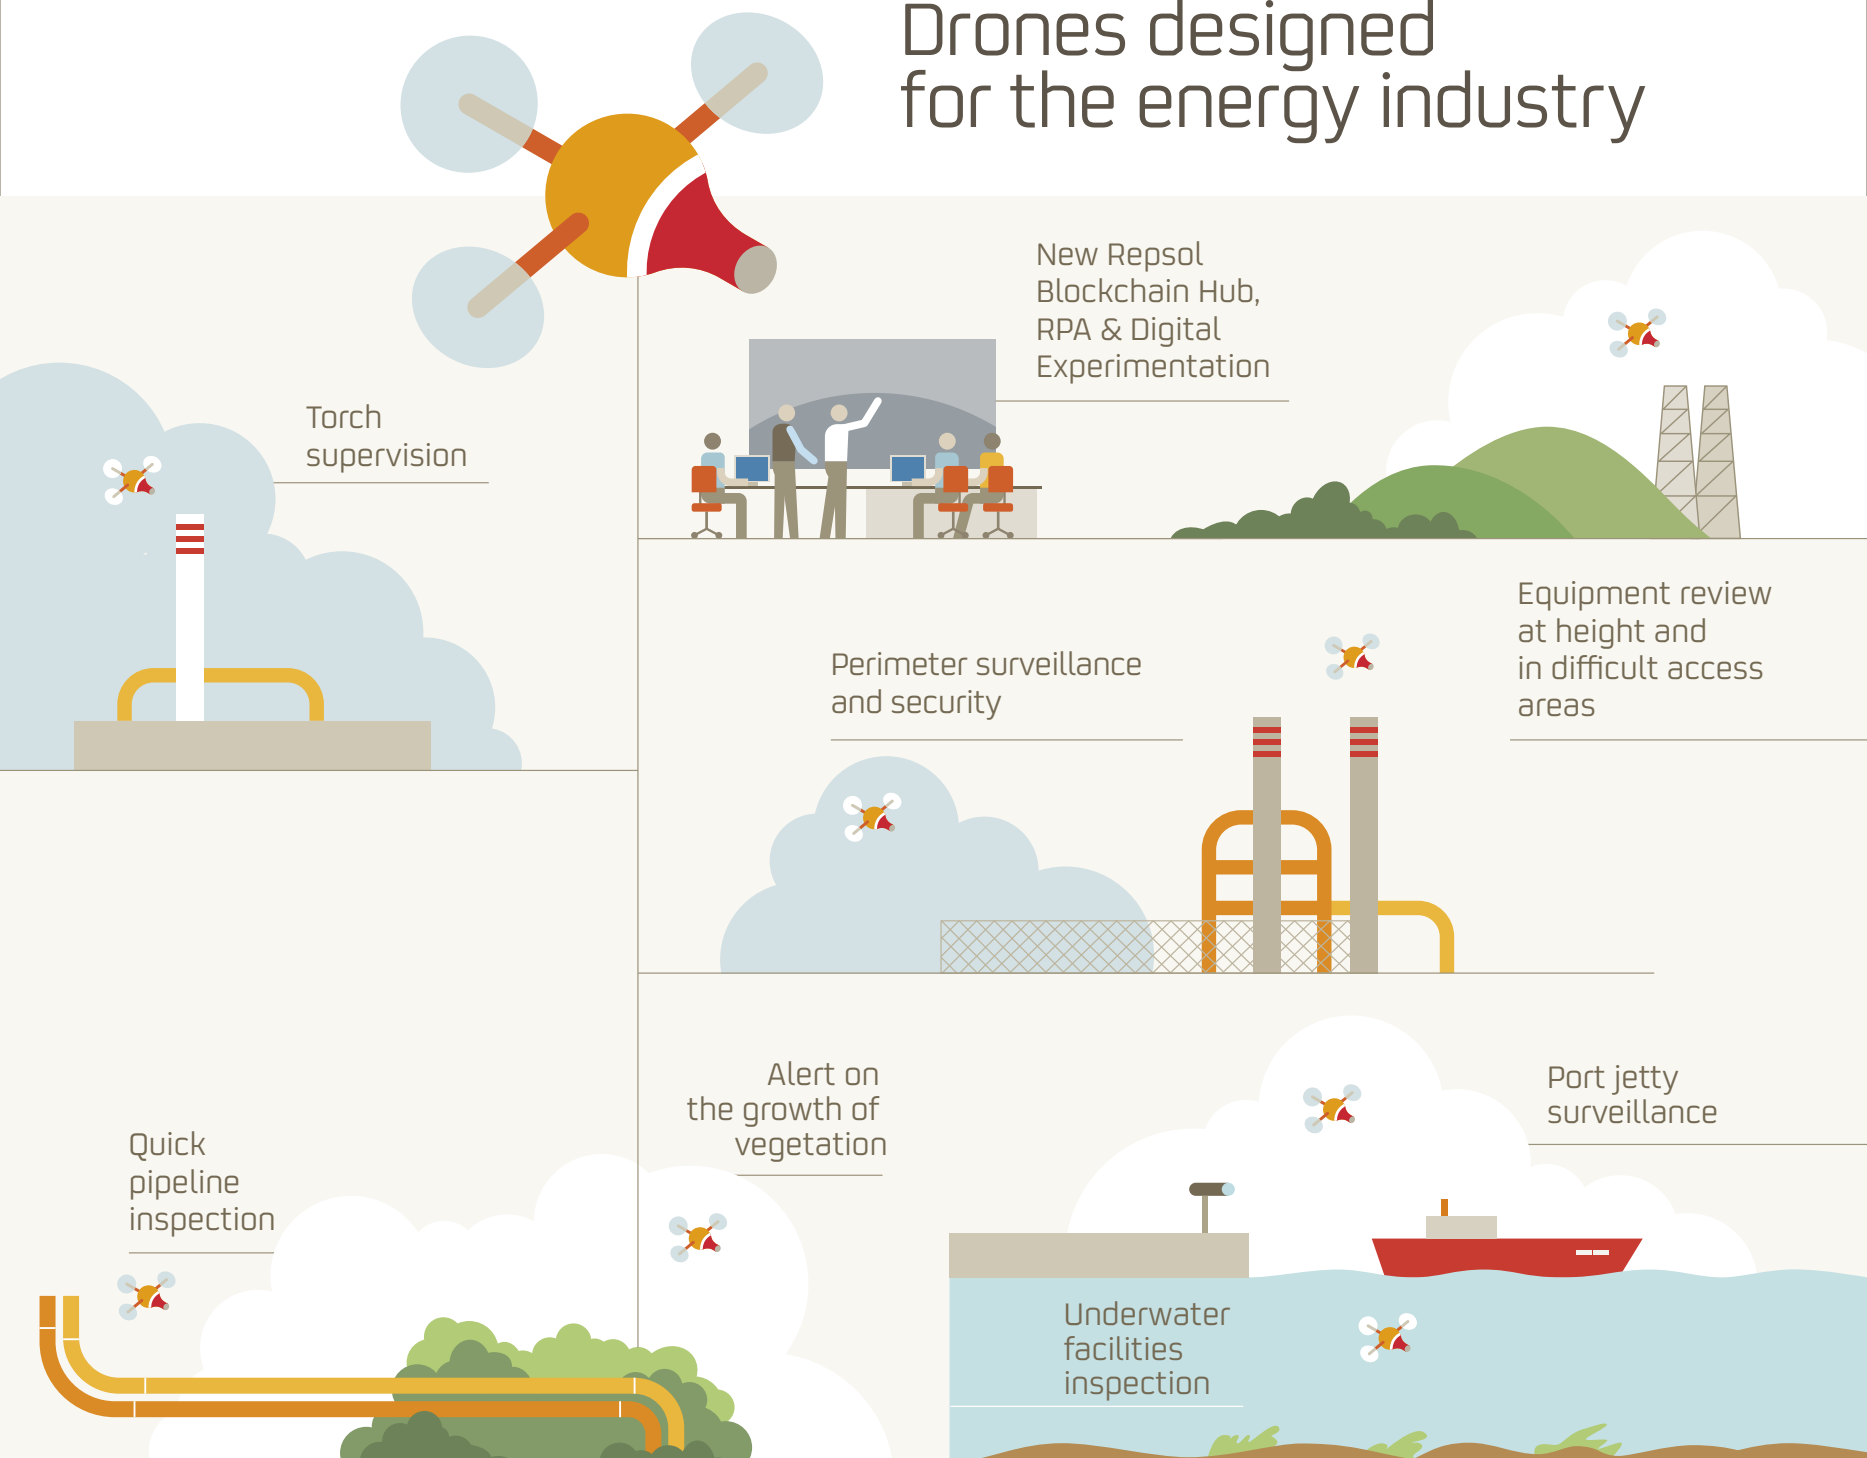 Drones designed
for the energy industry
New Repsol
Blockchain Hub,
RPA & Digital
Experimentation
Torch
supervision
Equipment review
at height and
in difficult access
areas
Perimeter surveillance
and security
Alert on
the growth of
vegetation
Port jetty
surveillance
Quick
pipeline
inspection
Underwater
facilities
inspection